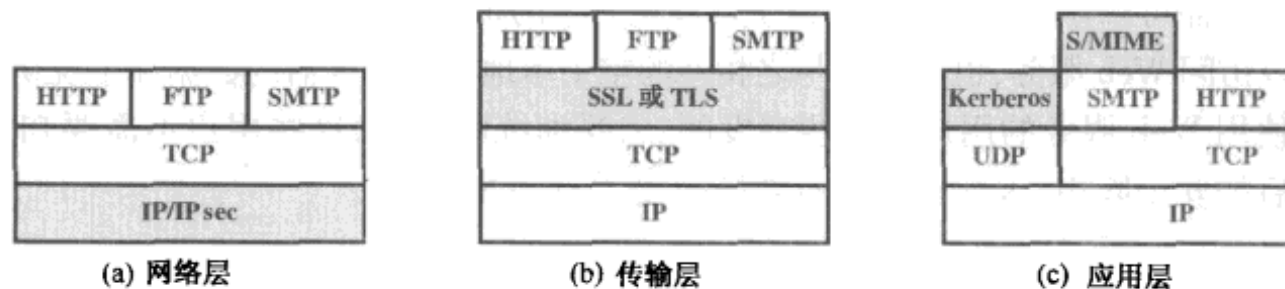 HTTP FTP SMTP
TCP
IP/IPsec
(a) 网络层
HTTP FTP SMTP
SSL 或 TLS
TCP
IP
(b) 传输层
S/MIME
Kerberos SMTP HTTP
UDP TCP
IP
(c) 应用层